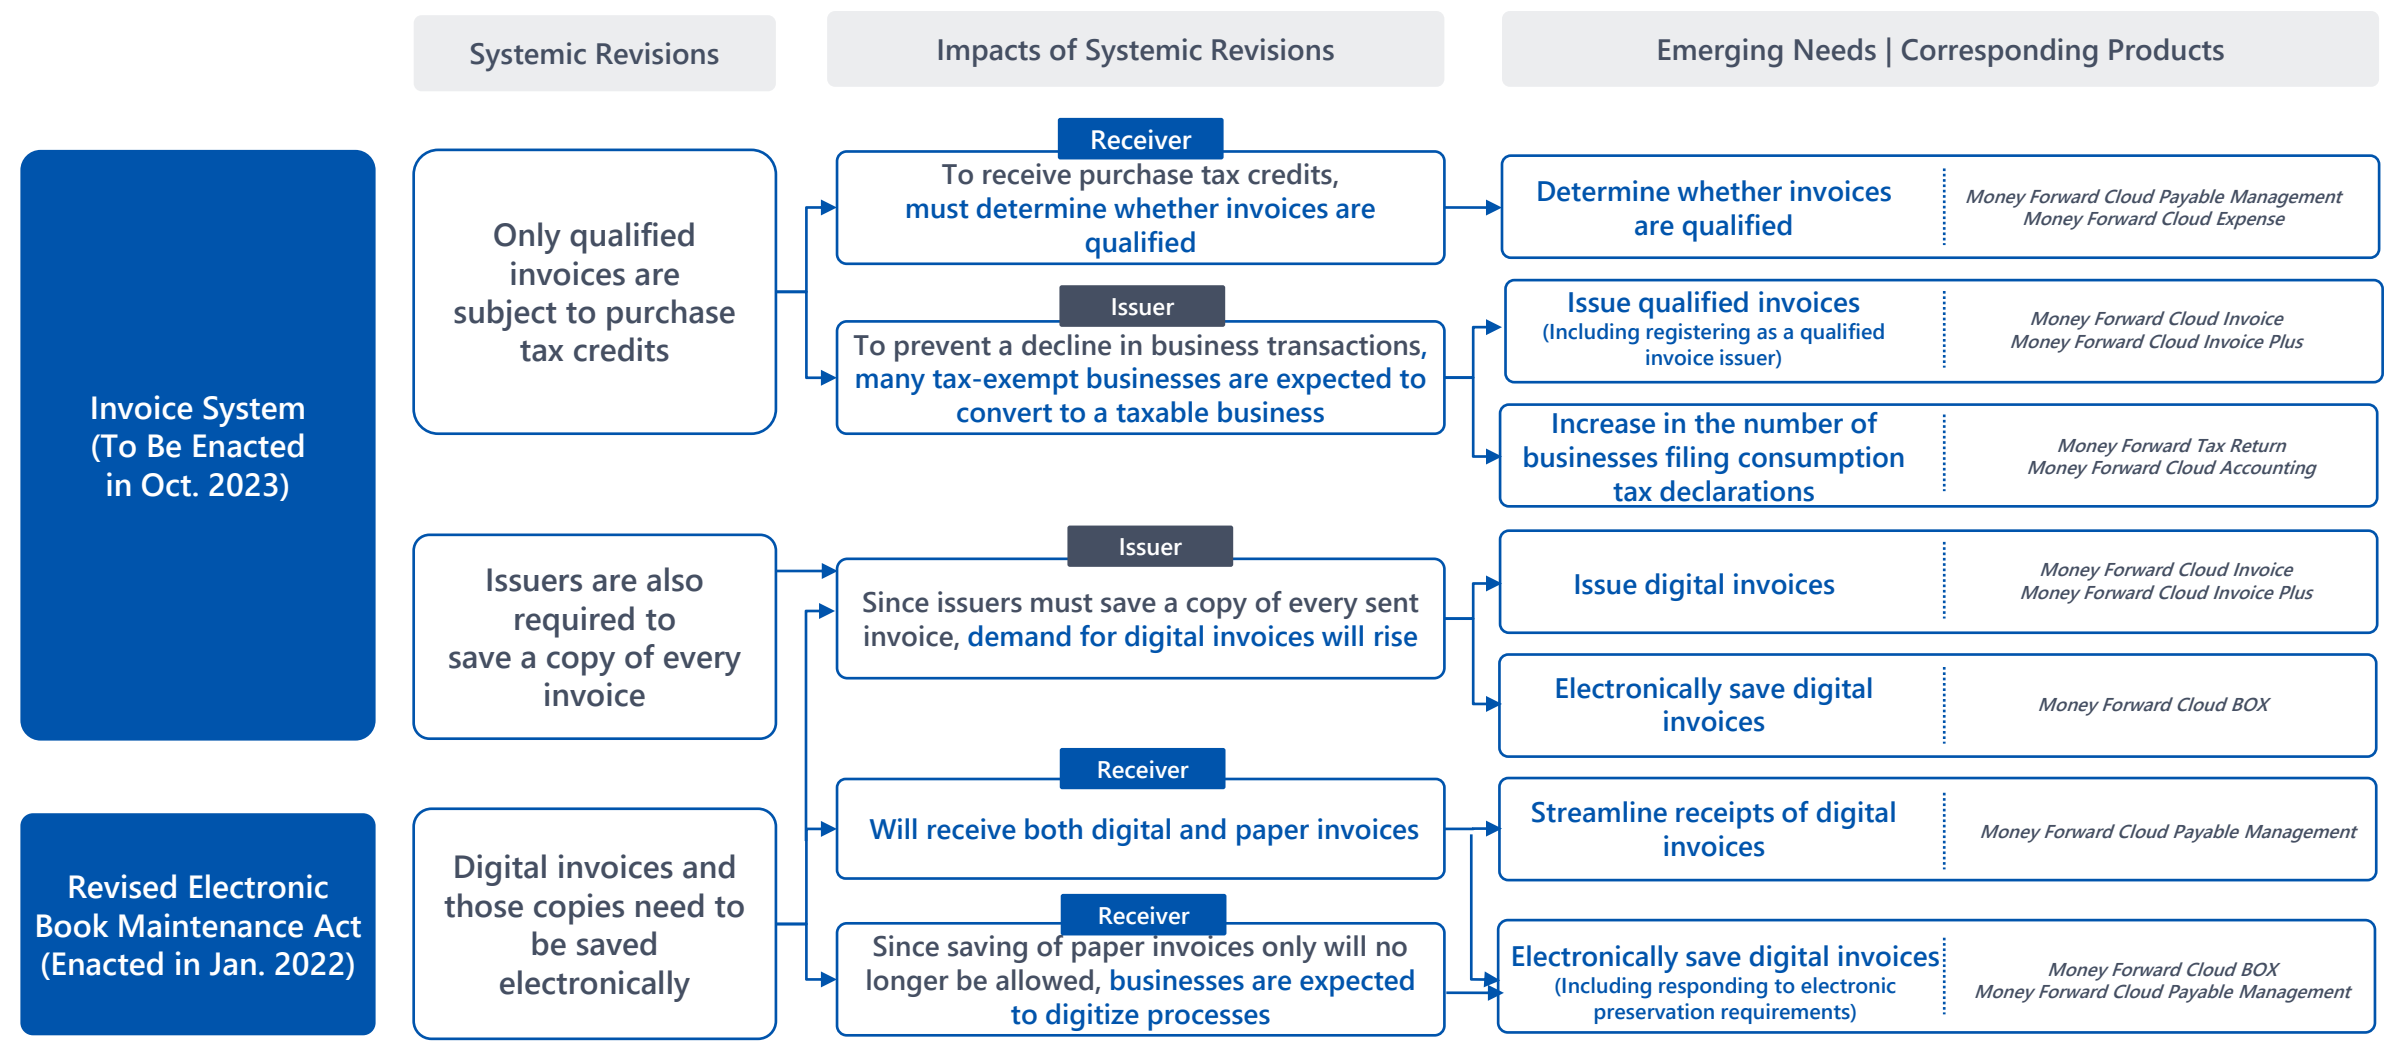 Systemic Revisions
Impacts of Systemic Revisions
Emerging Needs | Corresponding Products
Invoice System
(To Be Enacted
in Oct. 2023)
Only qualified
invoices are
subject to purchase
tax credits
Receiver
To receive purchase tax credits,
must determine whether invoices are
qualified
Determine whether invoices
are qualified
Money Forward Cloud Payable Management
Money Forward Cloud Expense
Issuer
To prevent a decline in business transactions,
many tax-exempt businesses are expected to
convert to a taxable business
Issue qualified invoices
(Including registering as a qualified
invoice issuer)
Money Forward Cloud Invoice
Money Forward Cloud Invoice Plus
Increase in the number of
businesses filing consumption
tax declarations
Money Forward Tax Return
Money Forward Cloud Accounting
Issuers are also
required to
save a copy of every
invoice
Issuer
Since issuers must save a copy of every sent
invoice, demand for digital invoices will rise
Issue digital invoices
Money Forward Cloud Invoice
Money Forward Cloud Invoice Plus
Electronically save digital
invoices
Money Forward Cloud BOX
Revised Electronic
Book Maintenance Act
(Enacted in Jan. 2022)
Digital invoices and
those copies need to
be saved
electronically
Receiver
Will receive both digital and paper invoices
Streamline receipts of digital
invoices
Money Forward Cloud Payable Management
Receiver
Since saving of paper invoices only will no
longer be allowed, businesses are expected
to digitize processes
Electronically save digital invoices
(Including responding to electronic
preservation requirements)
Money Forward Cloud BOX
Money Forward Cloud Payable Management